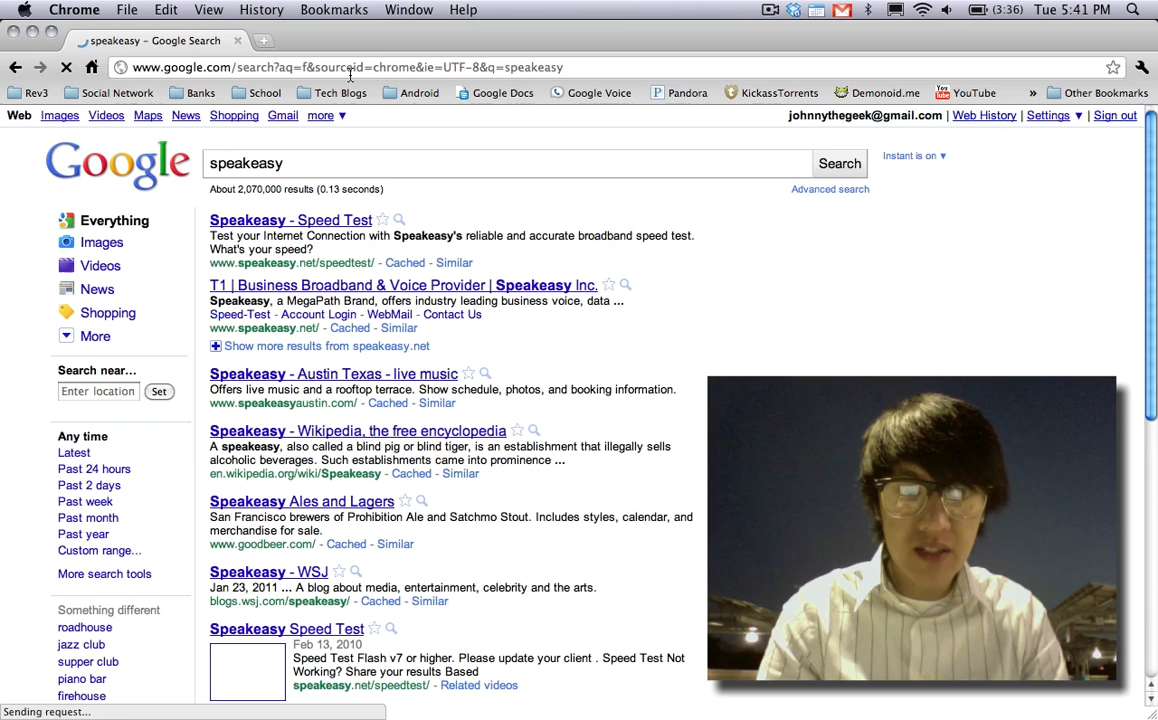 Chrome File Edit View History Bookmarks Window Help (3:36) Tue 5:41 PM
speakeasy – Google Search
www.google.com/search?aq=f&sourceid=chrome&ie=UTF-8&q=speakeasy
Rev3 Social Network Banks School Tech Blogs Android Google Docs Google Voice Pandora KickassTorrents Demonoid.me YouTube » Other Bookmarks
Web Images Videos Maps News Shopping Gmail more ▼ johnnythegeek@gmail.com | Web History | Settings ▼ | Sign out
Google speakeasy Search Instant is on ▼
About 2,070,000 results (0.13 seconds) Advanced search
Everything
Images
Videos
News
Shopping
More
Search near...
Enter location Set
Any time
Latest
Past 24 hours
Past 2 days
Past week
Past month
Past year
Custom range...
More search tools
Something different
roadhouse
jazz club
supper club
piano bar
firehouse
Speakeasy - Speed Test
Test your Internet Connection with Speakeasy's reliable and accurate broadband speed test.
What's your speed?
www.speakeasy.net/speedtest/ - Cached - Similar
T1 | Business Broadband & Voice Provider | Speakeasy Inc.
Speakeasy, a MegaPath Brand, offers industry leading business voice, data ...
Speed-Test - Account Login - WebMail - Contact Us
www.speakeasy.net/ - Cached - Similar
Show more results from speakeasy.net
Speakeasy - Austin Texas - live music
Offers live music and a rooftop terrace. Show schedule, photos, and booking information.
www.speakeasyaustin.com/ - Cached - Similar
Speakeasy - Wikipedia, the free encyclopedia
A speakeasy, also called a blind pig or blind tiger, is an establishment that illegally sells
alcoholic beverages. Such establishments came into prominence ...
en.wikipedia.org/wiki/Speakeasy - Cached - Similar
Speakeasy Ales and Lagers
San Francisco brewers of Prohibition Ale and Satchmo Stout. Includes styles, calendar, and
merchandise for sale.
www.goodbeer.com/ - Cached - Similar
Speakeasy - WSJ
Jan 23, 2011 ... A blog about media, entertainment, celebrity and the arts.
blogs.wsj.com/speakeasy/ - Cached - Similar
Speakeasy Speed Test
Feb 13, 2010
Speed Test Flash v7 or higher. Please update your client . Speed Test Not
Working? Share your results Based
speakeasy.net/speedtest/ - Related videos
Sending request...